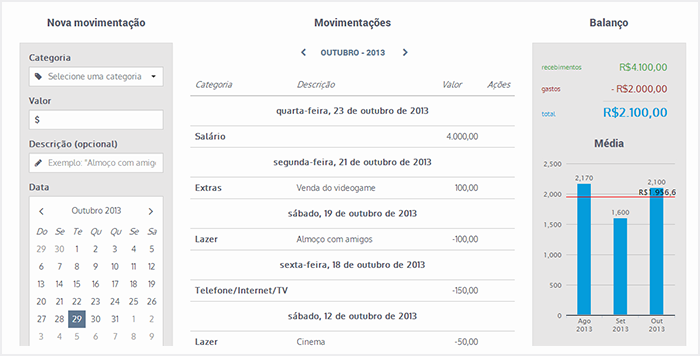 Nova movimentação
Categoria
Selecione uma categoria
Valor
$
Descrição (opcional)
Exemplo: "Almoço com amigo
Data
Outubro 2013
Do Se Te Qu Qu Se Sa
29 30 1 2 3 4 5
6 7 8 9 10 11 12
13 14 15 16 17 18 19
20 21 22 23 24 25 26
27 28 29 30 31 1 2
3 4 5 6 7 8 9
Movimentações
OUTUBRO - 2013
Categoria Descrição Valor Ações
quarta-feira, 23 de outubro de 2013
Salário 4.000,00
segunda-feira, 21 de outubro de 2013
Extras Venda do videogame 100,00
sábado, 19 de outubro de 2013
Lazer Almoço com amigos -100,00
sexta-feira, 18 de outubro de 2013
Telefone/Internet/TV -150,00
sábado, 12 de outubro de 2013
Lazer Cinema -50,00
Balanço
recebimentos R$4.100,00
gastos - R$2.000,00
total R$2.100,00
Média
2,500
2,170
2,100
2,000
R$1.956,6
1,600
1,500
1,000
500
0
Ago Set Out
2013 2013 2013